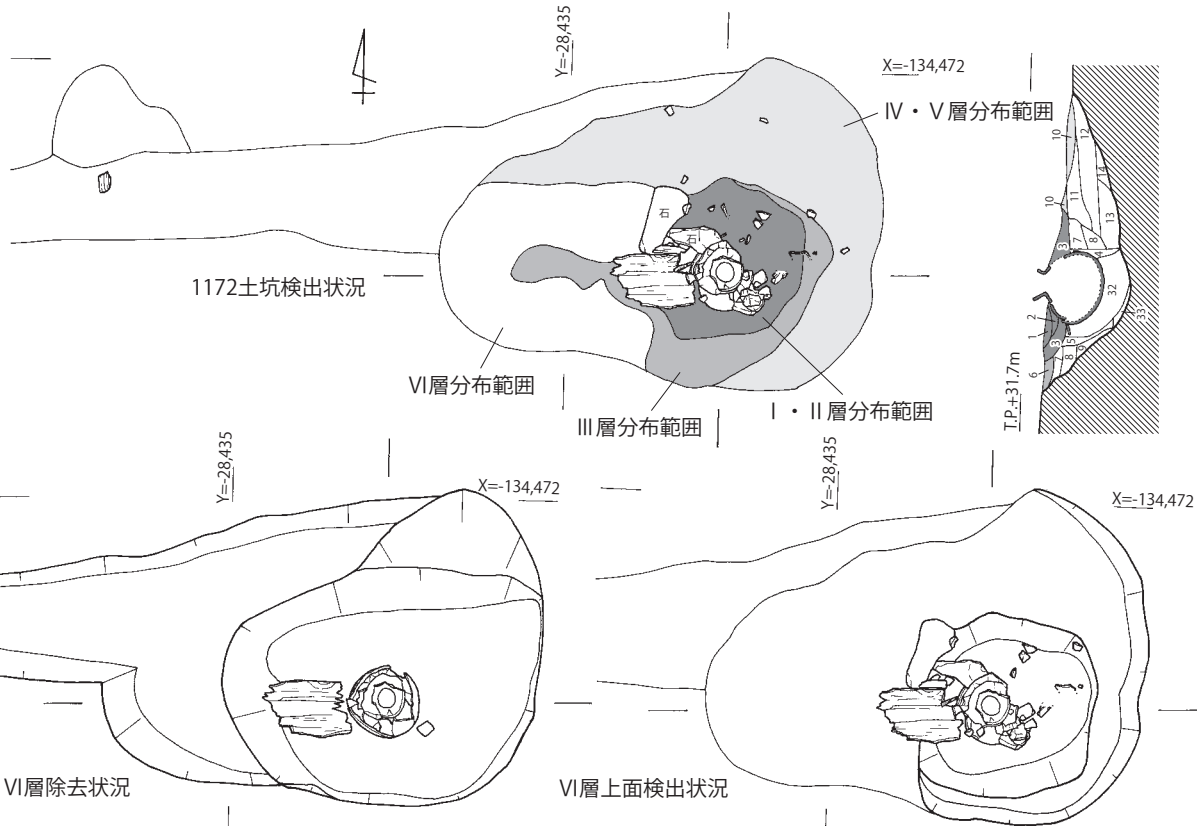 Y=-28,435
X=-134,472
IV・V層分布範囲
石
石
1172土坑検出状況
VI層分布範囲
III層分布範囲
I・II層分布範囲
10
12
14
10
11
13
3
7
8
4
32
33
2
1
3
5
6
7
8
9
T.P.+31.7m
Y=-28,435
X=-134,472
VI層除去状況
Y=-28,435
X=-134,472
VI層上面検出状況